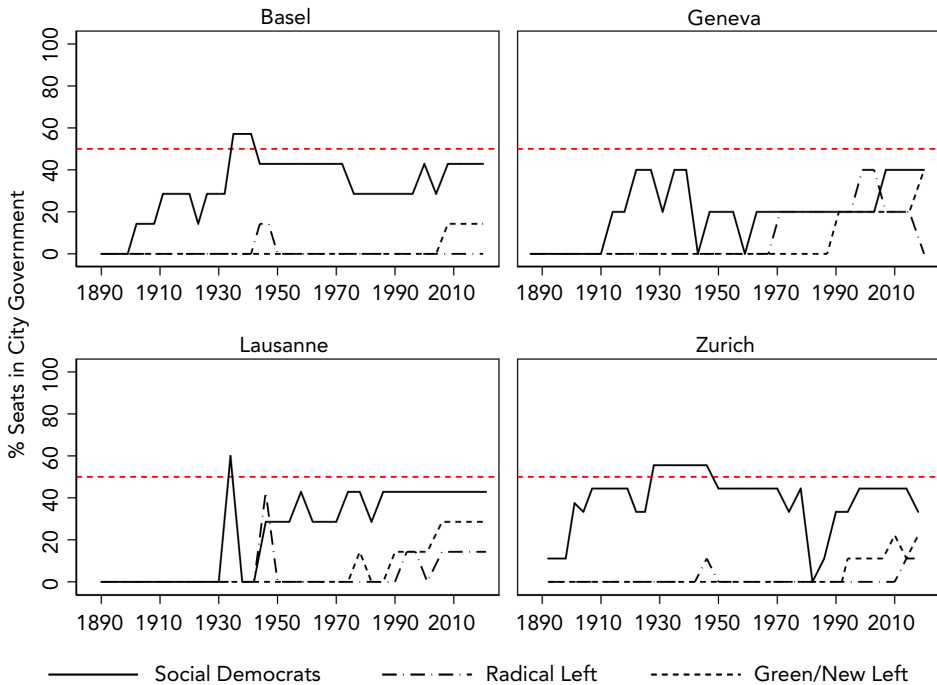 Basel
Geneva
% Seats in City Government
0 20 40 60 80 100
1890 1910 1930 1950 1970 1990 2010
1890 1910 1930 1950 1970 1990 2010
Lausanne
Zurich
0 20 40 60 80 100
1890 1910 1930 1950 1970 1990 2010
1890 1910 1930 1950 1970 1990 2010
Social Democrats
Radical Left
Green/New Left